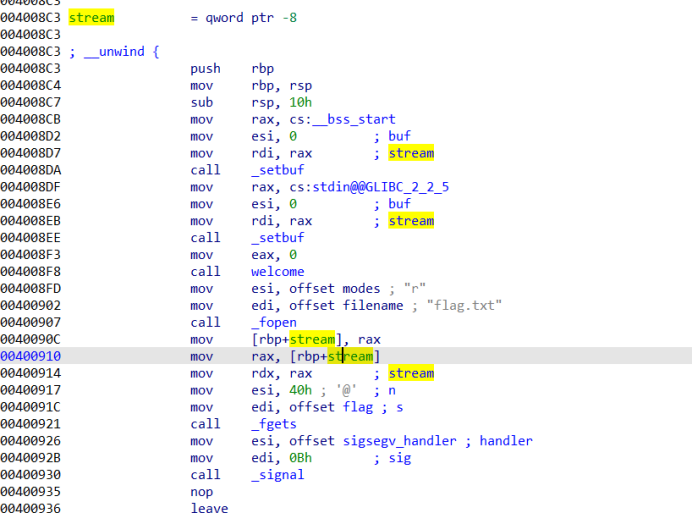 004008C3
004008C3 stream = qword ptr -8
004008C3
004008C3 ; __unwind {
004008C3 push rbp
004008C4 mov rbp, rsp
004008C7 sub rsp, 10h
004008CB mov rax, cs:__bss_start
004008D2 mov esi, 0 ; buf
004008D7 mov rdi, rax ; stream
004008DA call _setbuf
004008DF mov rax, cs:stdin@@GLIBC_2_2_5
004008E6 mov esi, 0 ; buf
004008EB mov rdi, rax ; stream
004008EE call _setbuf
004008F3 mov eax, 0
004008F8 call welcome
004008FD mov esi, offset modes ; "r"
00400902 mov edi, offset filename ; "flag.txt"
00400907 call _fopen
0040090C mov [rbp+stream], rax
00400910 mov rax, [rbp+stream]
00400914 mov rdx, rax ; stream
00400917 mov esi, 40h ; '@' ; n
0040091C mov edi, offset flag ; s
00400921 call _fgets
00400926 mov esi, offset sigsegv_handler ; handler
0040092B mov edi, 0Bh ; sig
00400930 call _signal
00400935 nop
00400936 leave